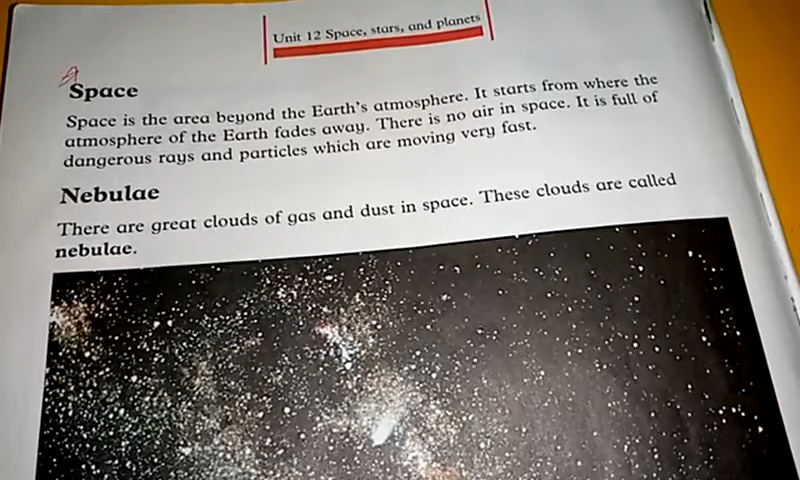 Unit 12 Space, stars, and planets
Space
Space is the area beyond the Earth's atmosphere. It starts from where the
atmosphere of the Earth fades away. There is no air in space. It is full of
dangerous rays and particles which are moving very fast.
Nebulae
There are great clouds of gas and dust in space. These clouds are called
nebulae.